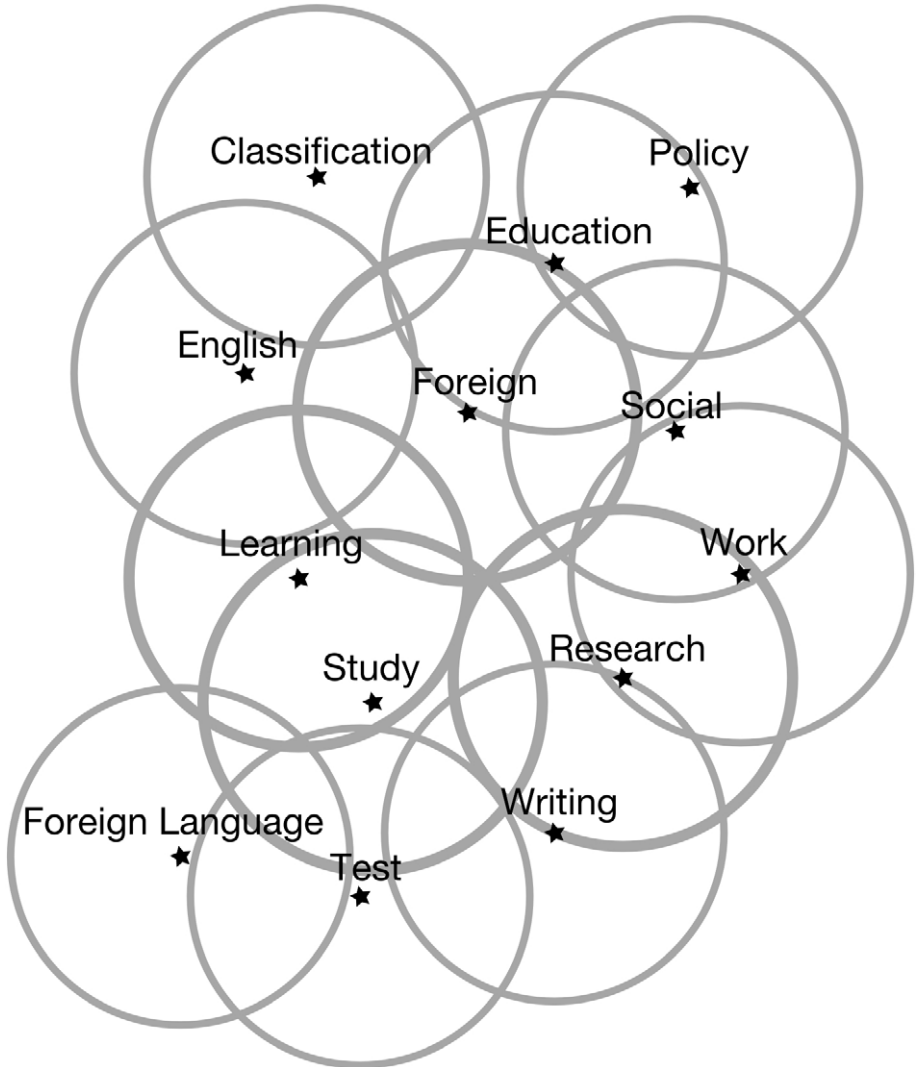 Classification
Policy
Education
English
Foreign
Social
Learning
Work
Research
Study
Writing
Foreign Language
Test